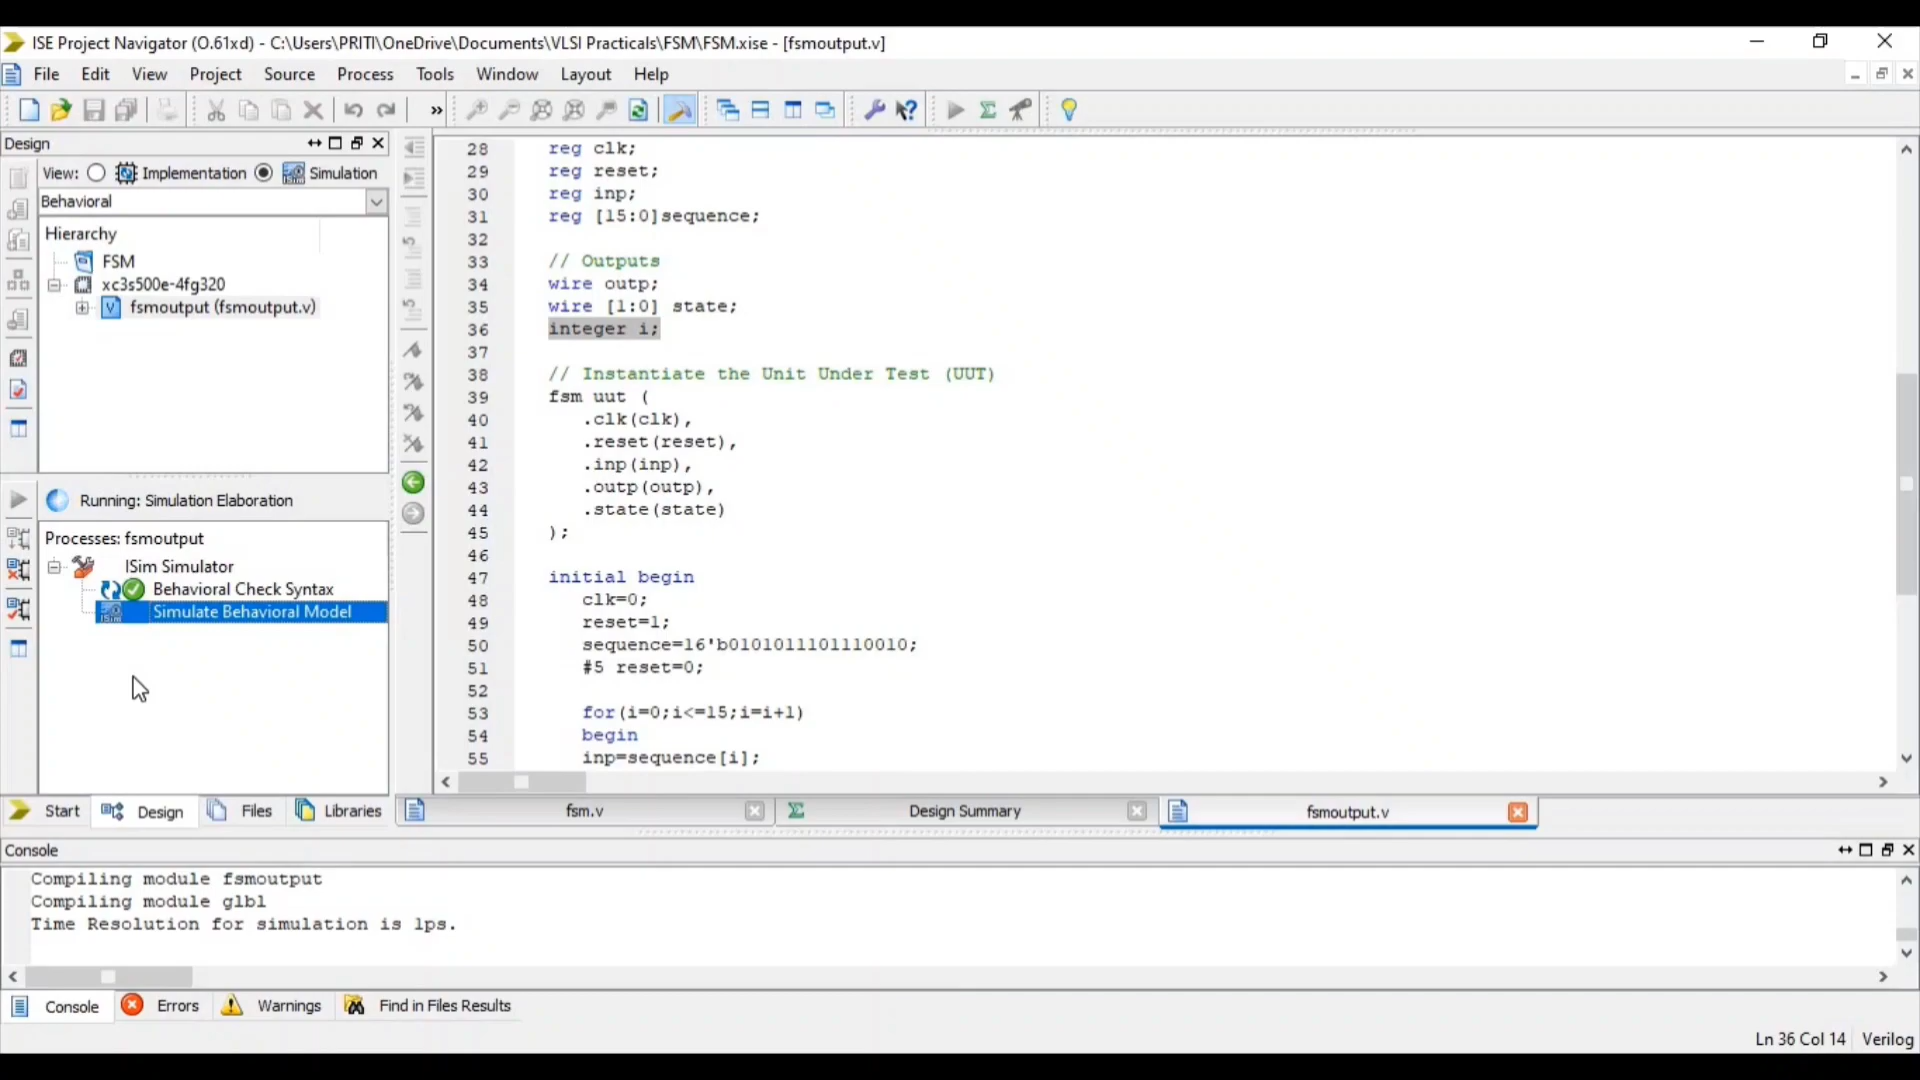 ISE Project Navigator (O.61xd) - C:\Users\PRITI\OneDrive\Documents\VLSI Practicals\FSM\FSM.xise - [fsmoutput.v]
File Edit View Project Source Process Tools Window Layout Help
Design
View: Implementation Simulation
Behavioral
Hierarchy
FSM
xc3s500e-4fg320
fsmoutput (fsmoutput.v)
Running: Simulation Elaboration
Processes: fsmoutput
ISim Simulator
Behavioral Check Syntax
Simulate Behavioral Model
Start Design Files Libraries
28 reg clk;
29 reg reset;
30 reg inp;
31 reg [15:0]sequence;
32
33 // Outputs
34 wire outp;
35 wire [1:0] state;
36 integer i;
37
38 // Instantiate the Unit Under Test (UUT)
39 fsm uut (
40 .clk(clk),
41 .reset(reset),
42 .inp(inp),
43 .outp(outp),
44 .state(state)
45 );
46
47 initial begin
48 clk=0;
49 reset=1;
50 sequence=16'b0101011101110010;
51 #5 reset=0;
52
53 for(i=0;i<=15;i=i+1)
54 begin
55 inp=sequence[i];
fsm.v Design Summary fsmoutput.v
Console
Compiling module fsmoutput
Compiling module glbl
Time Resolution for simulation is 1ps.
Console Errors Warnings Find in Files Results
Ln 36 Col 14 Verilog